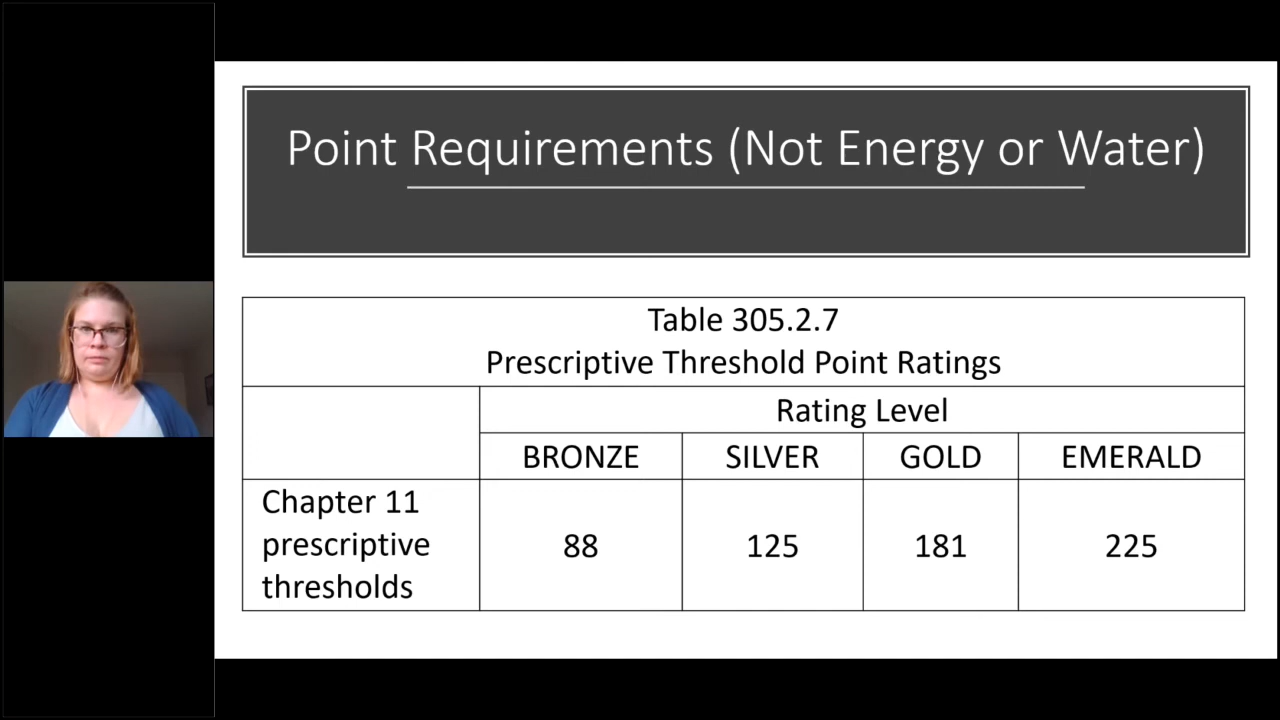 Point Requirements (Not Energy or Water)
Table 305.2.7
Prescriptive Threshold Point Ratings
Rating Level
BRONZE SILVER GOLD EMERALD
Chapter 11
prescriptive
thresholds
88 125 181 225